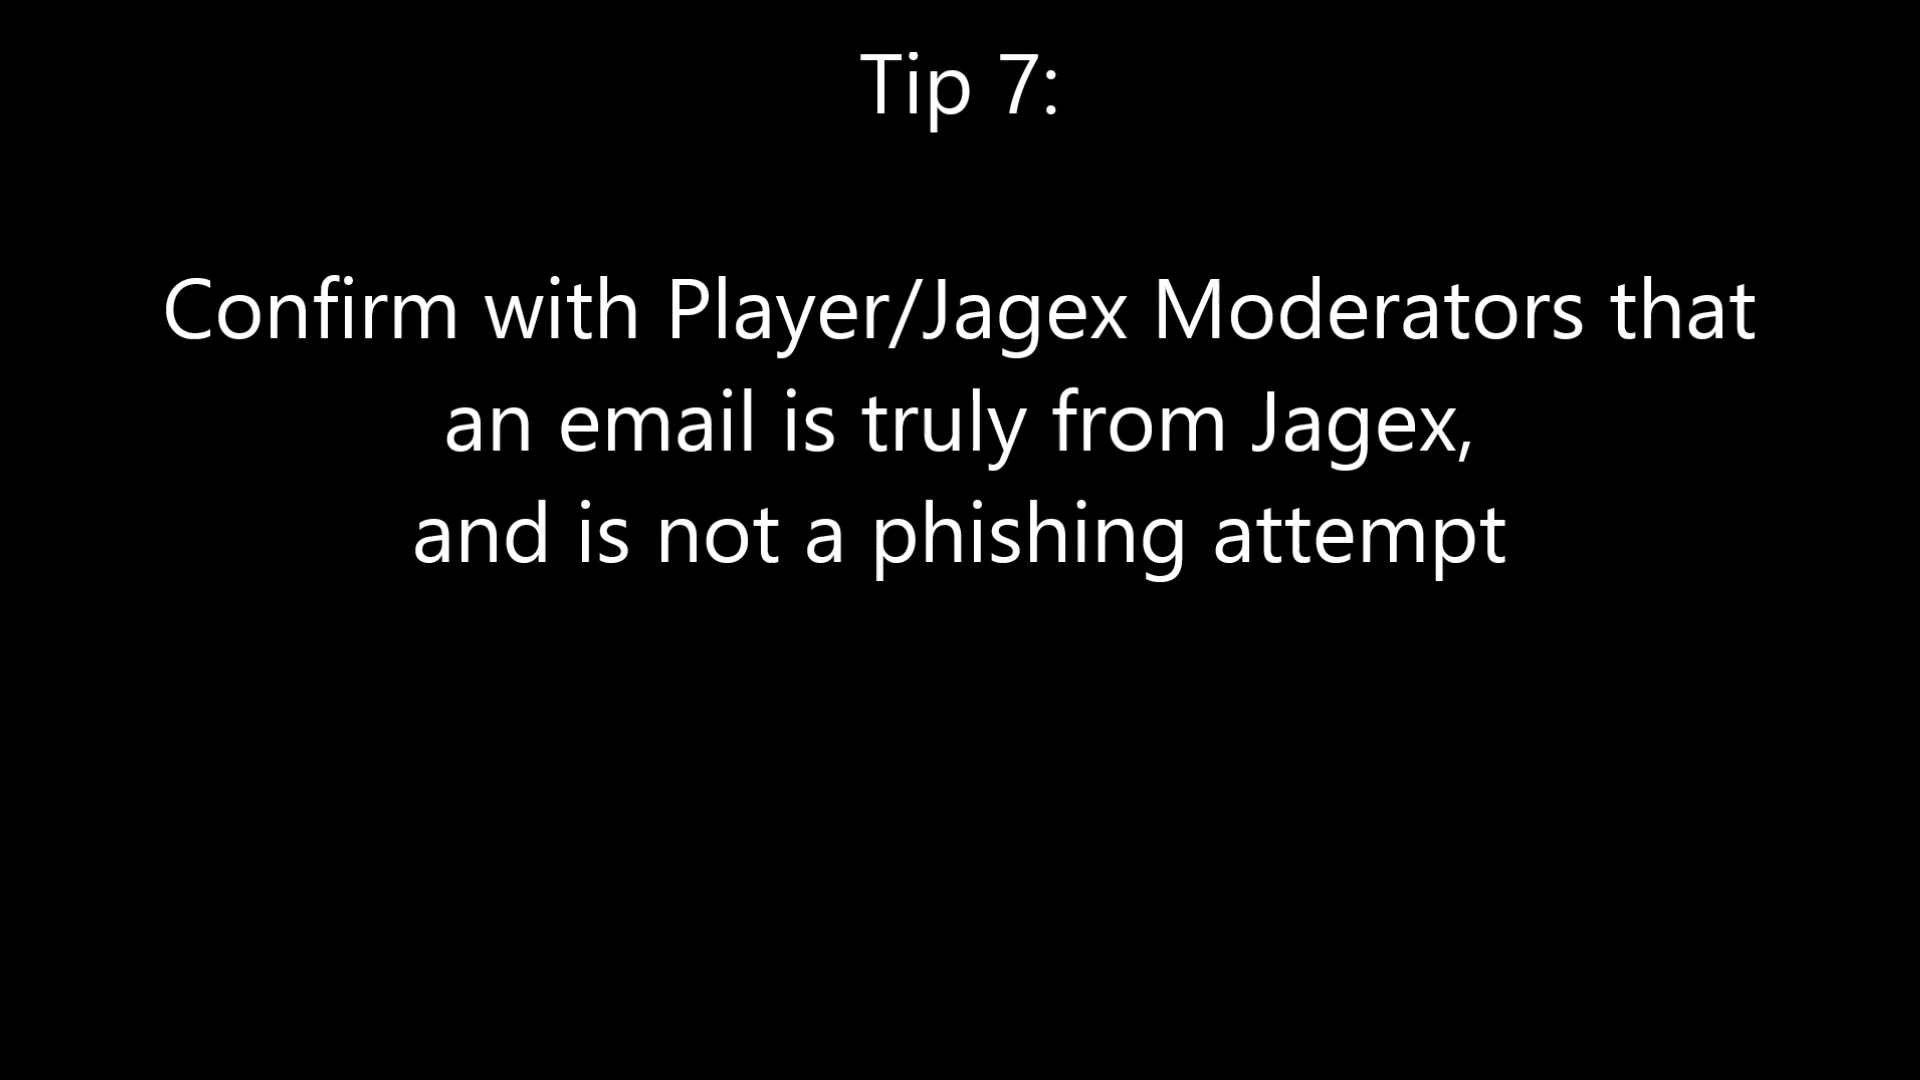 Tip 7:
Confirm with Player/Jagex Moderators that
an email is truly from Jagex,
and is not a phishing attempt